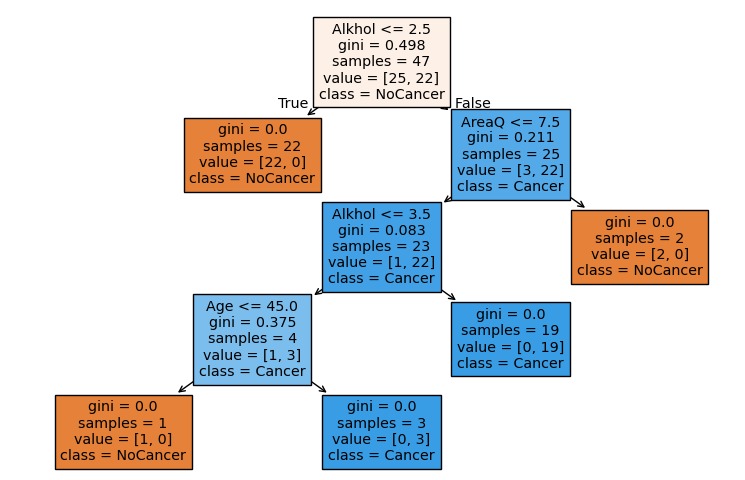 Alkhol <= 2.5
gini = 0.498
samples = 47
value = [25, 22]
class = NoCancer
True
False
gini = 0.0
samples = 22
value = [22, 0]
class = NoCancer
AreaQ <= 7.5
gini = 0.211
samples = 25
value = [3, 22]
class = Cancer
Alkhol <= 3.5
gini = 0.083
samples = 23
value = [1, 22]
class = Cancer
gini = 0.0
samples = 2
value = [2, 0]
class = NoCancer
Age <= 45.0
gini = 0.375
samples = 4
value = [1, 3]
class = Cancer
gini = 0.0
samples = 19
value = [0, 19]
class = Cancer
gini = 0.0
samples = 1
value = [1, 0]
class = NoCancer
gini = 0.0
samples = 3
value = [0, 3]
class = Cancer